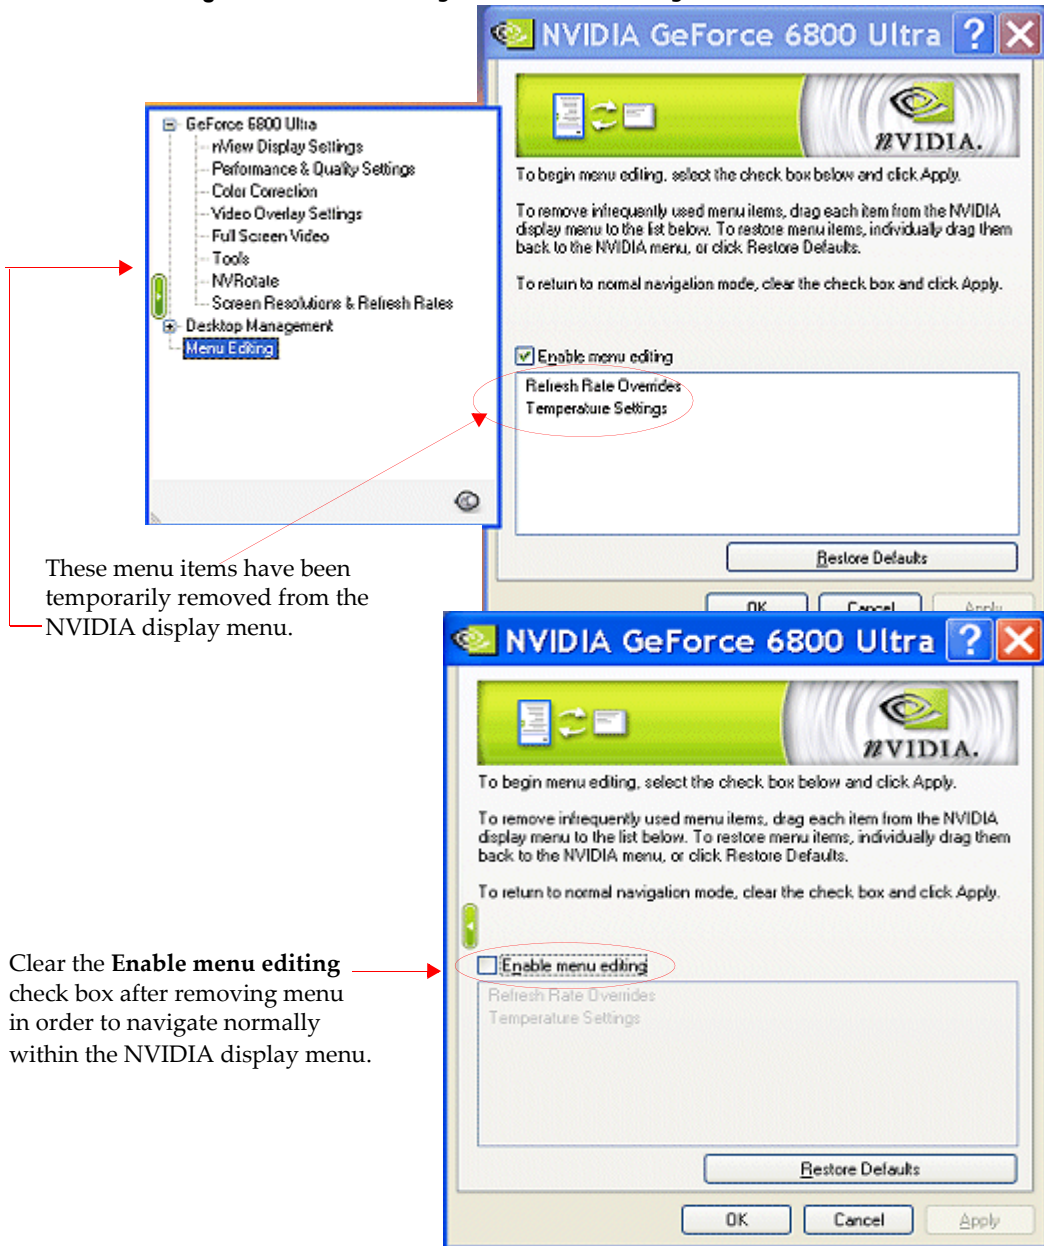 NVIDIA GeForce 6800 Ultra
nVIDIA.
GeForce 6800 Ultra
nView Display Settings
Performance & Quality Settings
Color Correction
Video Overlay Settings
Full Screen Video
Tools
NVRotate
Screen Resolutions & Refresh Rates
Desktop Management
Menu Editing
To begin menu editing, select the check box below and click Apply.
To remove infrequently used menu items, drag each item from the NVIDIA
display menu to the list below. To restore menu items, individually drag them
back to the NVIDIA menu, or click Restore Defaults.
To return to normal navigation mode, clear the check box and click Apply.
Enable menu editing
Refresh Rate Overrides
Temperature Settings
Restore Defaults
OK Cancel Apply
These menu items have been
temporarily removed from the
NVIDIA display menu.
NVIDIA GeForce 6800 Ultra
nVIDIA.
To begin menu editing, select the check box below and click Apply.
To remove infrequently used menu items, drag each item from the NVIDIA
display menu to the list below. To restore menu items, individually drag them
back to the NVIDIA menu, or click Restore Defaults.
To return to normal navigation mode, clear the check box and click Apply.
Clear the Enable menu editing
check box after removing menu
in order to navigate normally
within the NVIDIA display menu.
Enable menu editing
Refresh Rate Overrides
Temperature Settings
Restore Defaults
OK Cancel Apply